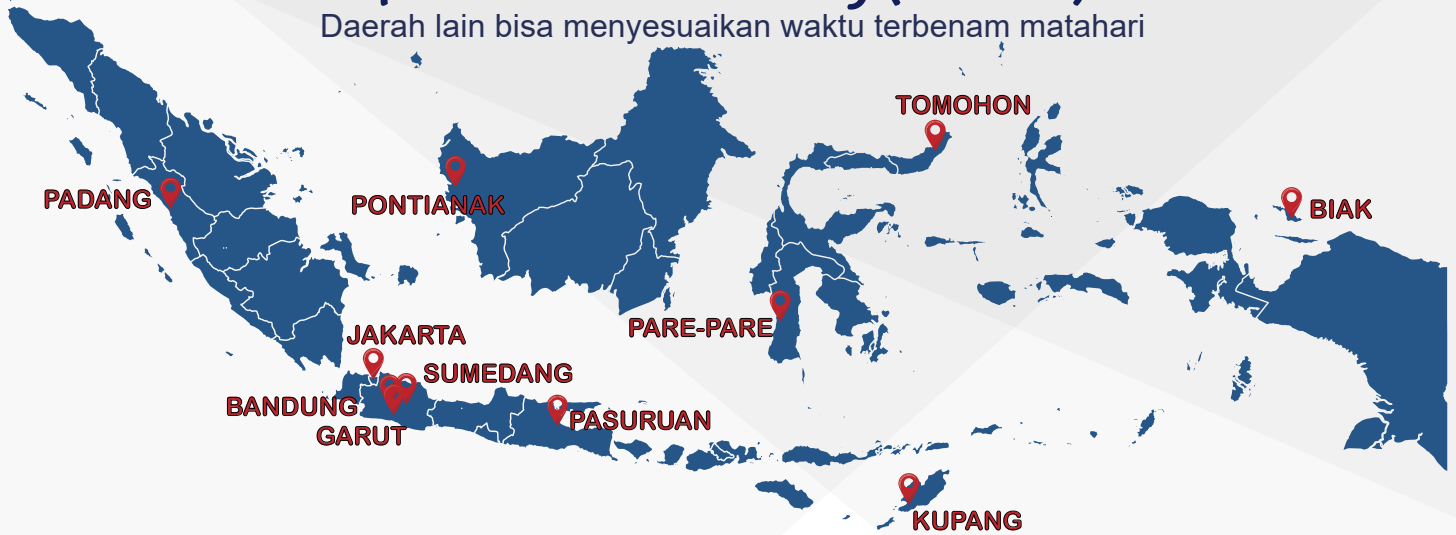 Daerah lain bisa menyesuaikan waktu terbenam matahari
TOMOHON
PADANG
PONTIANAK
BIAK
PARE-PARE
JAKARTA
SUMEDANG
BANDUNG
PASURUAN
GARUT
KUPANG